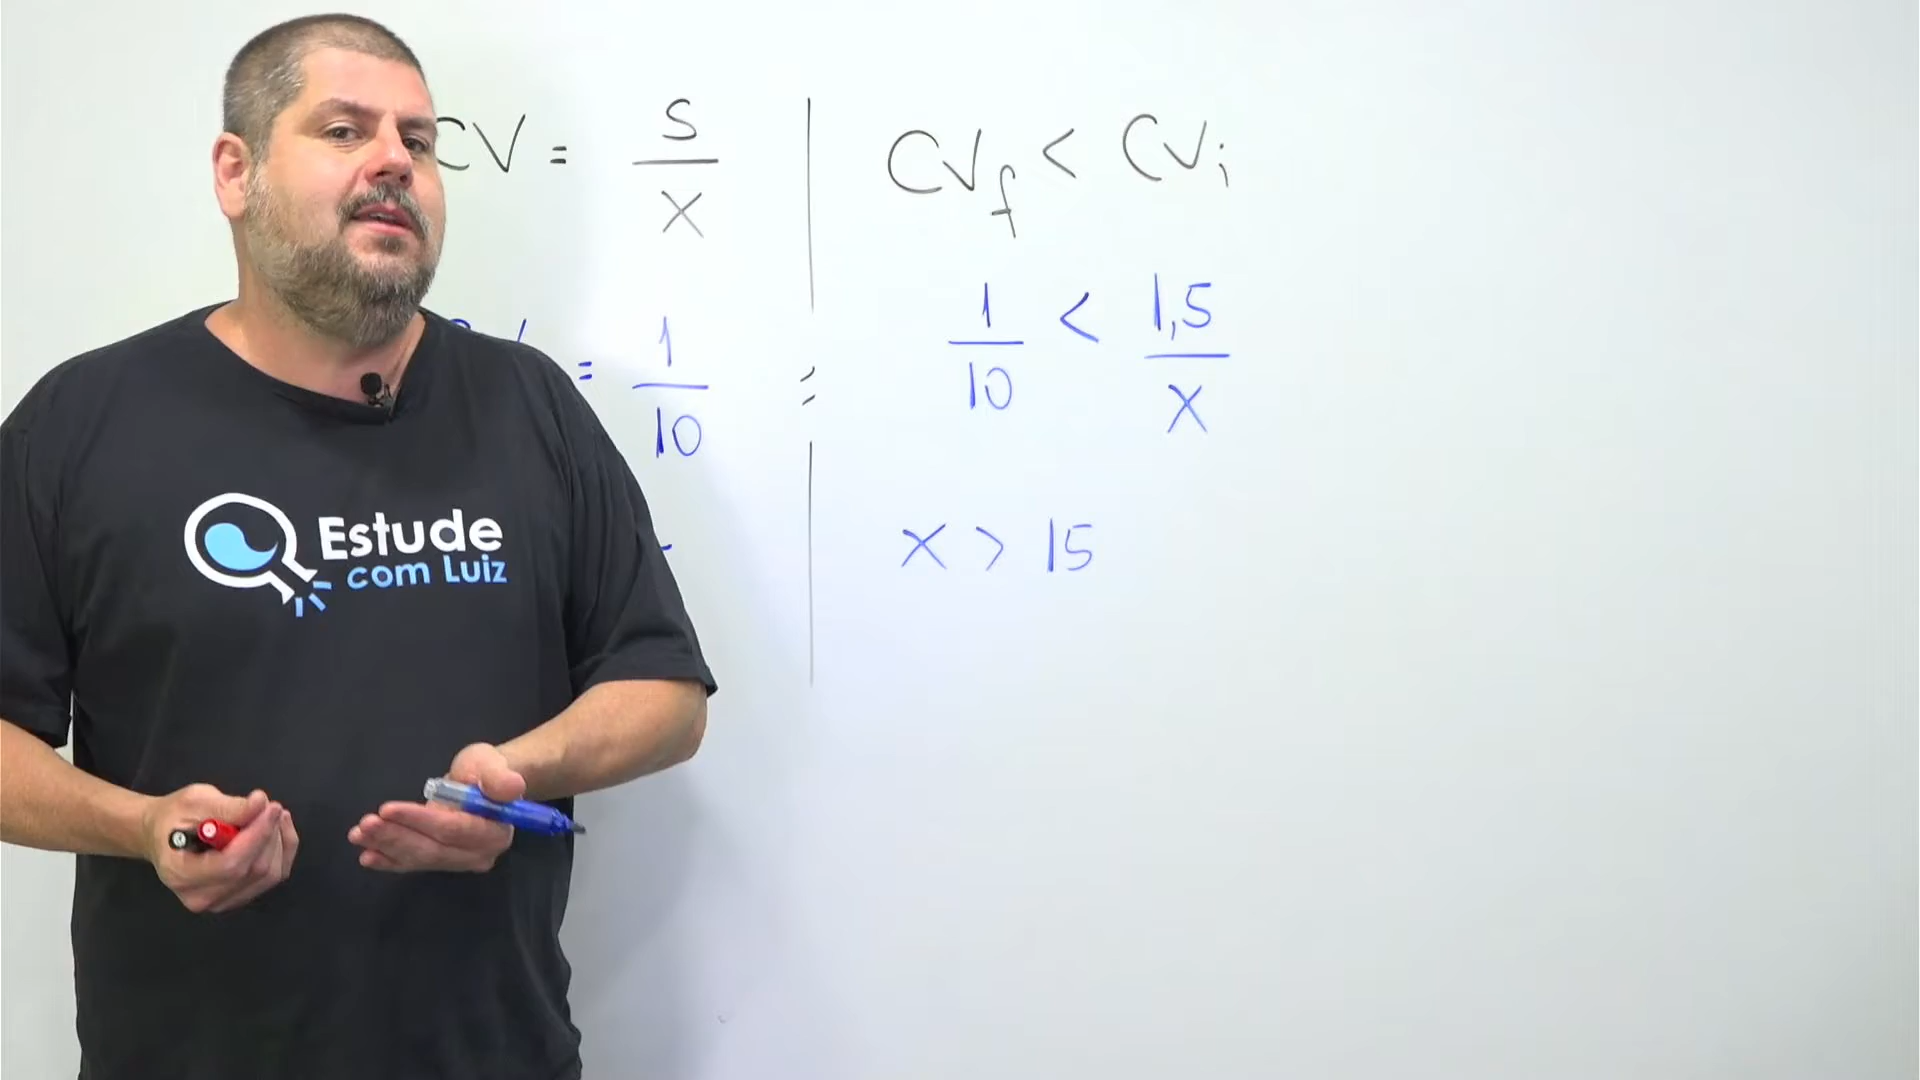 CV = S / X
CVf < CVi
= 1 / 10
1 / 10 < 1,5 / X
X > 15
Estude
com Luiz